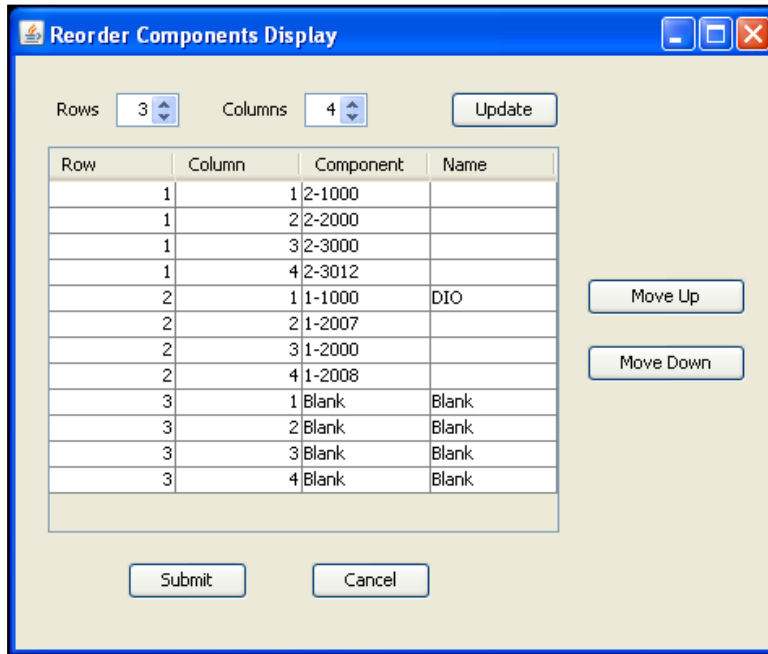 Reorder Components Display
Rows 3 Columns 4 Update
Row Column Component Name
1 1 2-1000
1 2 2-2000
1 3 2-3000
1 4 2-3012
2 1 1-1000 DIO
2 2 1-2007
2 3 1-2000
2 4 1-2008
3 1 Blank Blank
3 2 Blank Blank
3 3 Blank Blank
3 4 Blank Blank
Move Up
Move Down
Submit Cancel